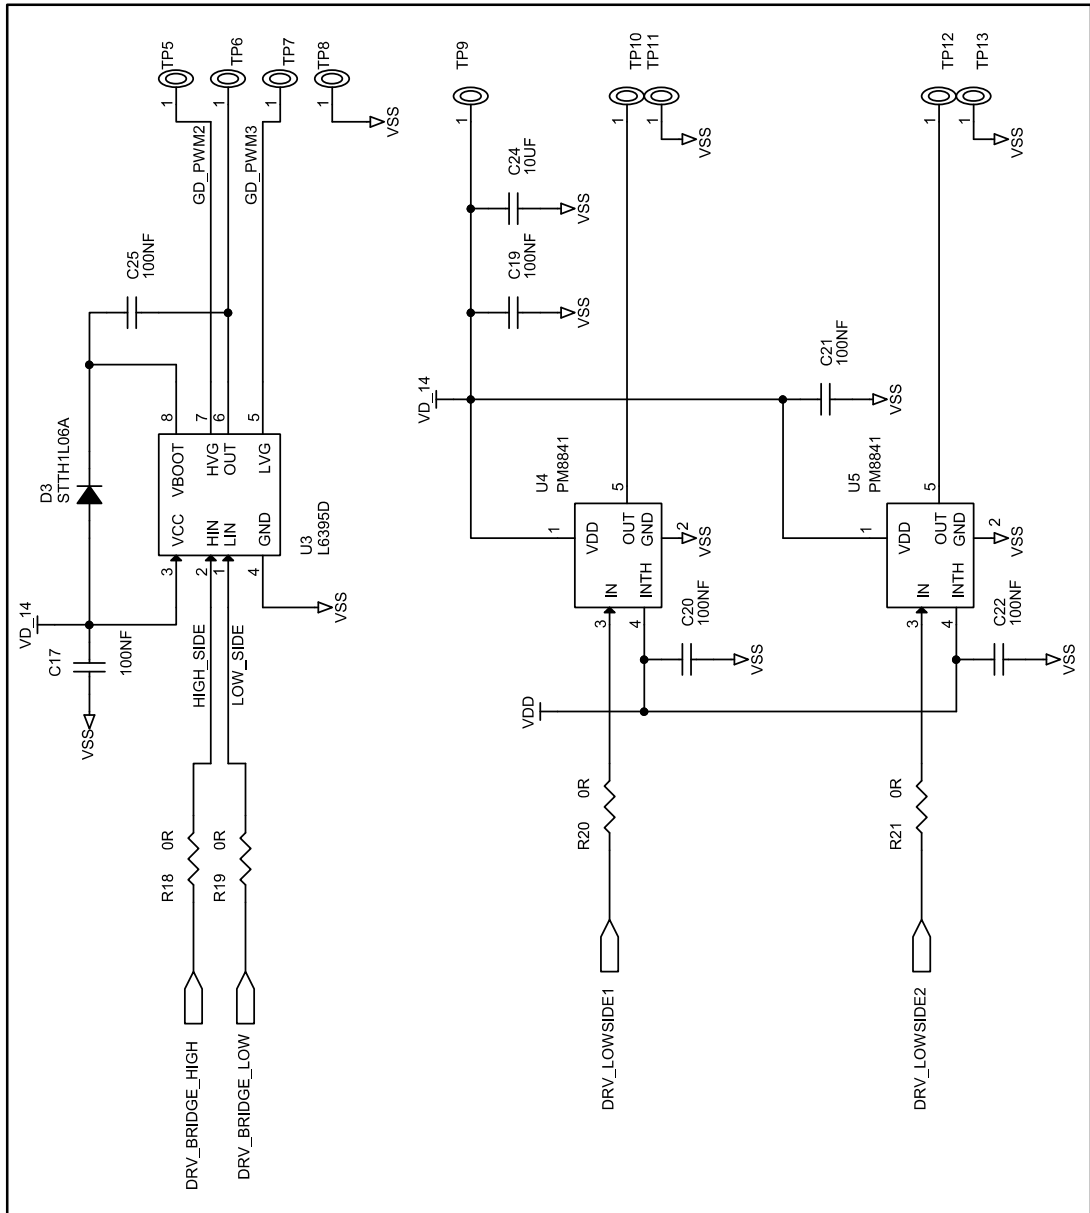 TP5
TP6
TP7
TP8
1
1
1
1
VSS
GD_PWM2
GD_PWM3
C25
100NF
D3
STTH1L06A
8
7
6
5
VBOOT
HVG
OUT
LVG
VCC
HIN
LIN
GND
U3
L6395D
3
2
1
4
VD_14
C17
100NF
VSS
HIGH_SIDE
LOW_SIDE
VSS
R18 0R
R19 0R
DRV_BRIDGE_HIGH
DRV_BRIDGE_LOW
TP9
TP10
TP11
TP12
TP13
1
1
1
1
1
VSS
VSS
C24
10UF
VSS
C19
100NF
VSS
VD_14
C21
100NF
VSS
U4
PM8841
5
1
VDD
OUT
GND
2
VSS
IN
INTH
3
4
C20
100NF
VSS
U5
PM8841
5
1
VDD
OUT
GND
2
VSS
IN
INTH
3
4
C22
100NF
VSS
VDD
R20 0R
R21 0R
DRV_LOWSIDE1
DRV_LOWSIDE2